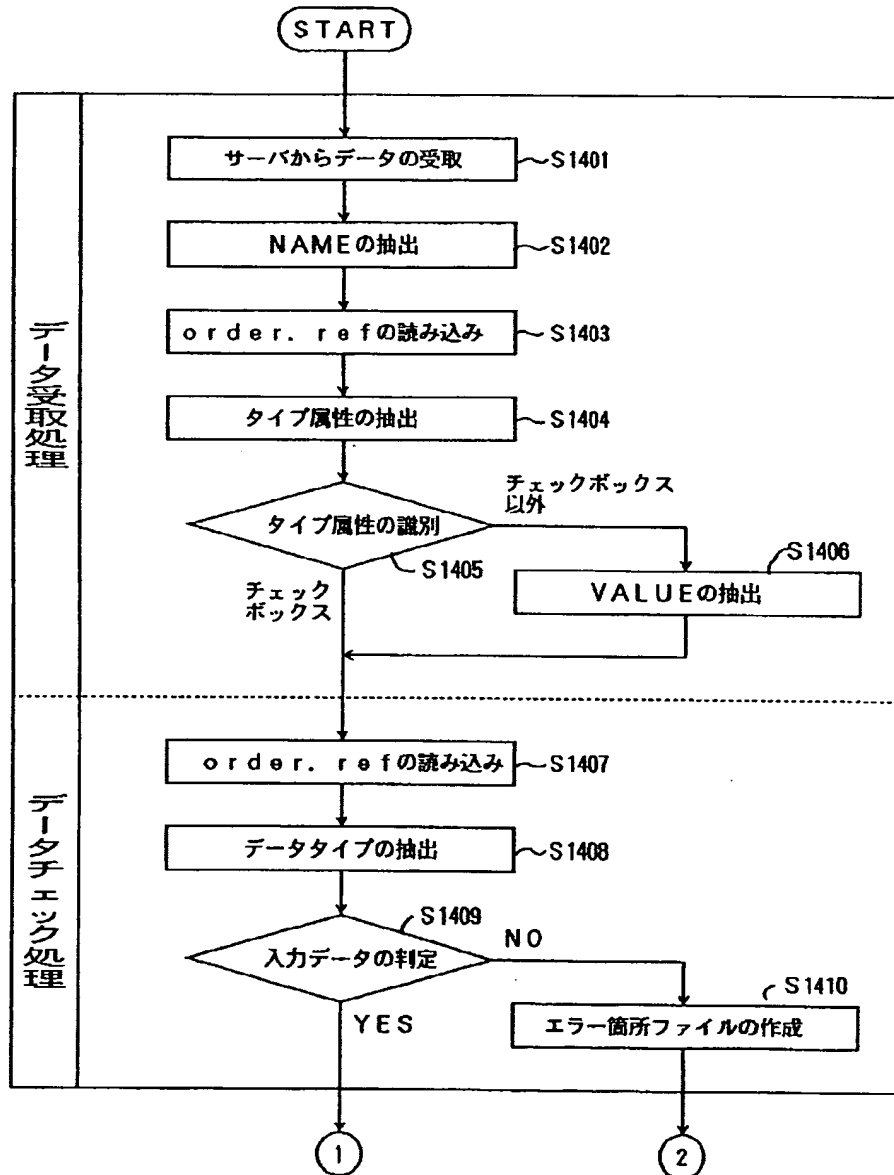 START
データ受取処理
サーバからデータの受取
S1401
NAMEの抽出
S1402
order.refの読み込み
S1403
タイプ属性の抽出
S1404
タイプ属性の識別
S1405
チェックボックス
以外
チェック
ボックス
S1406
VALUEの抽出
データチェック処理
order.refの読み込み
S1407
データタイプの抽出
S1408
S1409
入力データの判定
NO
YES
S1410
エラー箇所ファイルの作成
1
2